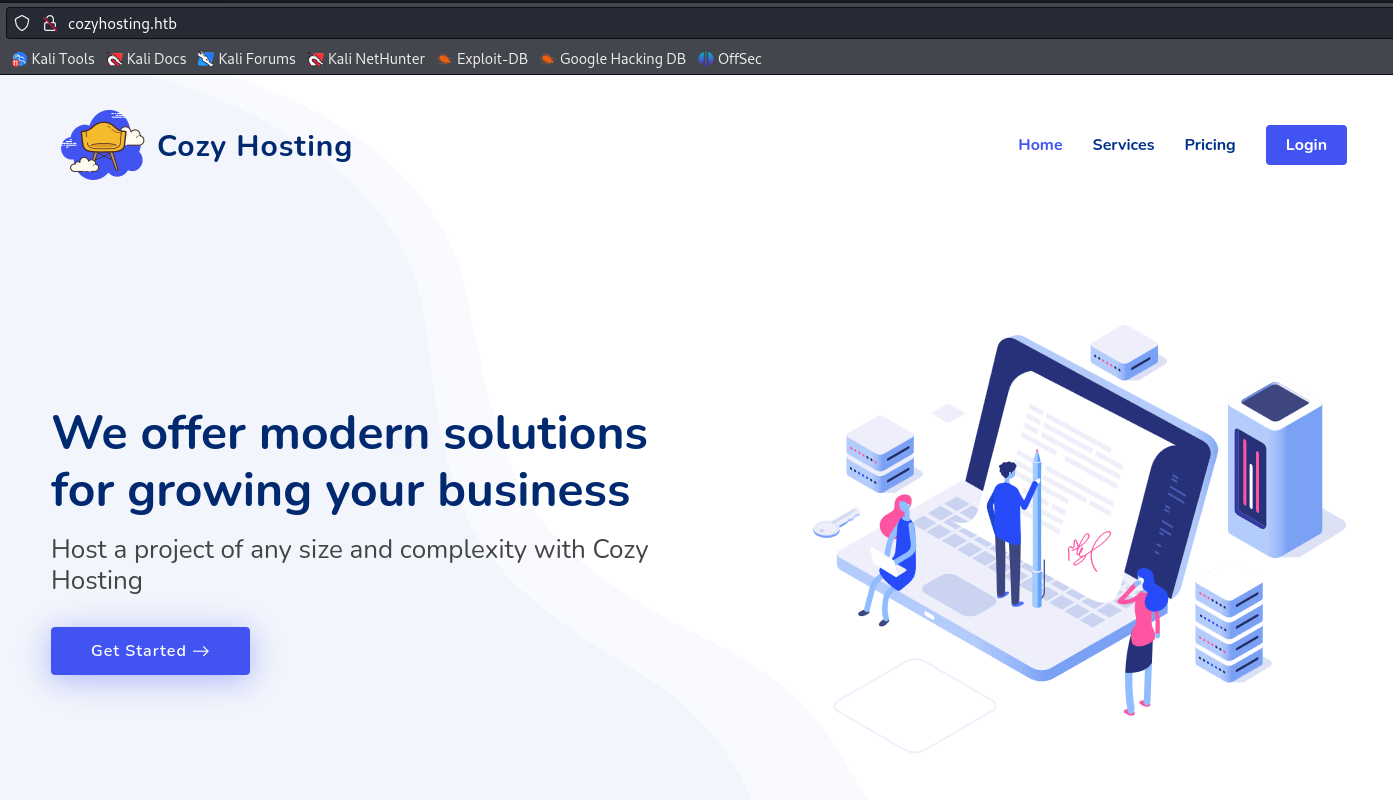 cozyhosting.htb
Kali Tools Kali Docs Kali Forums Kali NetHunter Exploit-DB Google Hacking DB OffSec
Cozy Hosting Home Services Pricing Login
We offer modern solutions
for growing your business
Host a project of any size and complexity with Cozy
Hosting
Get Started →